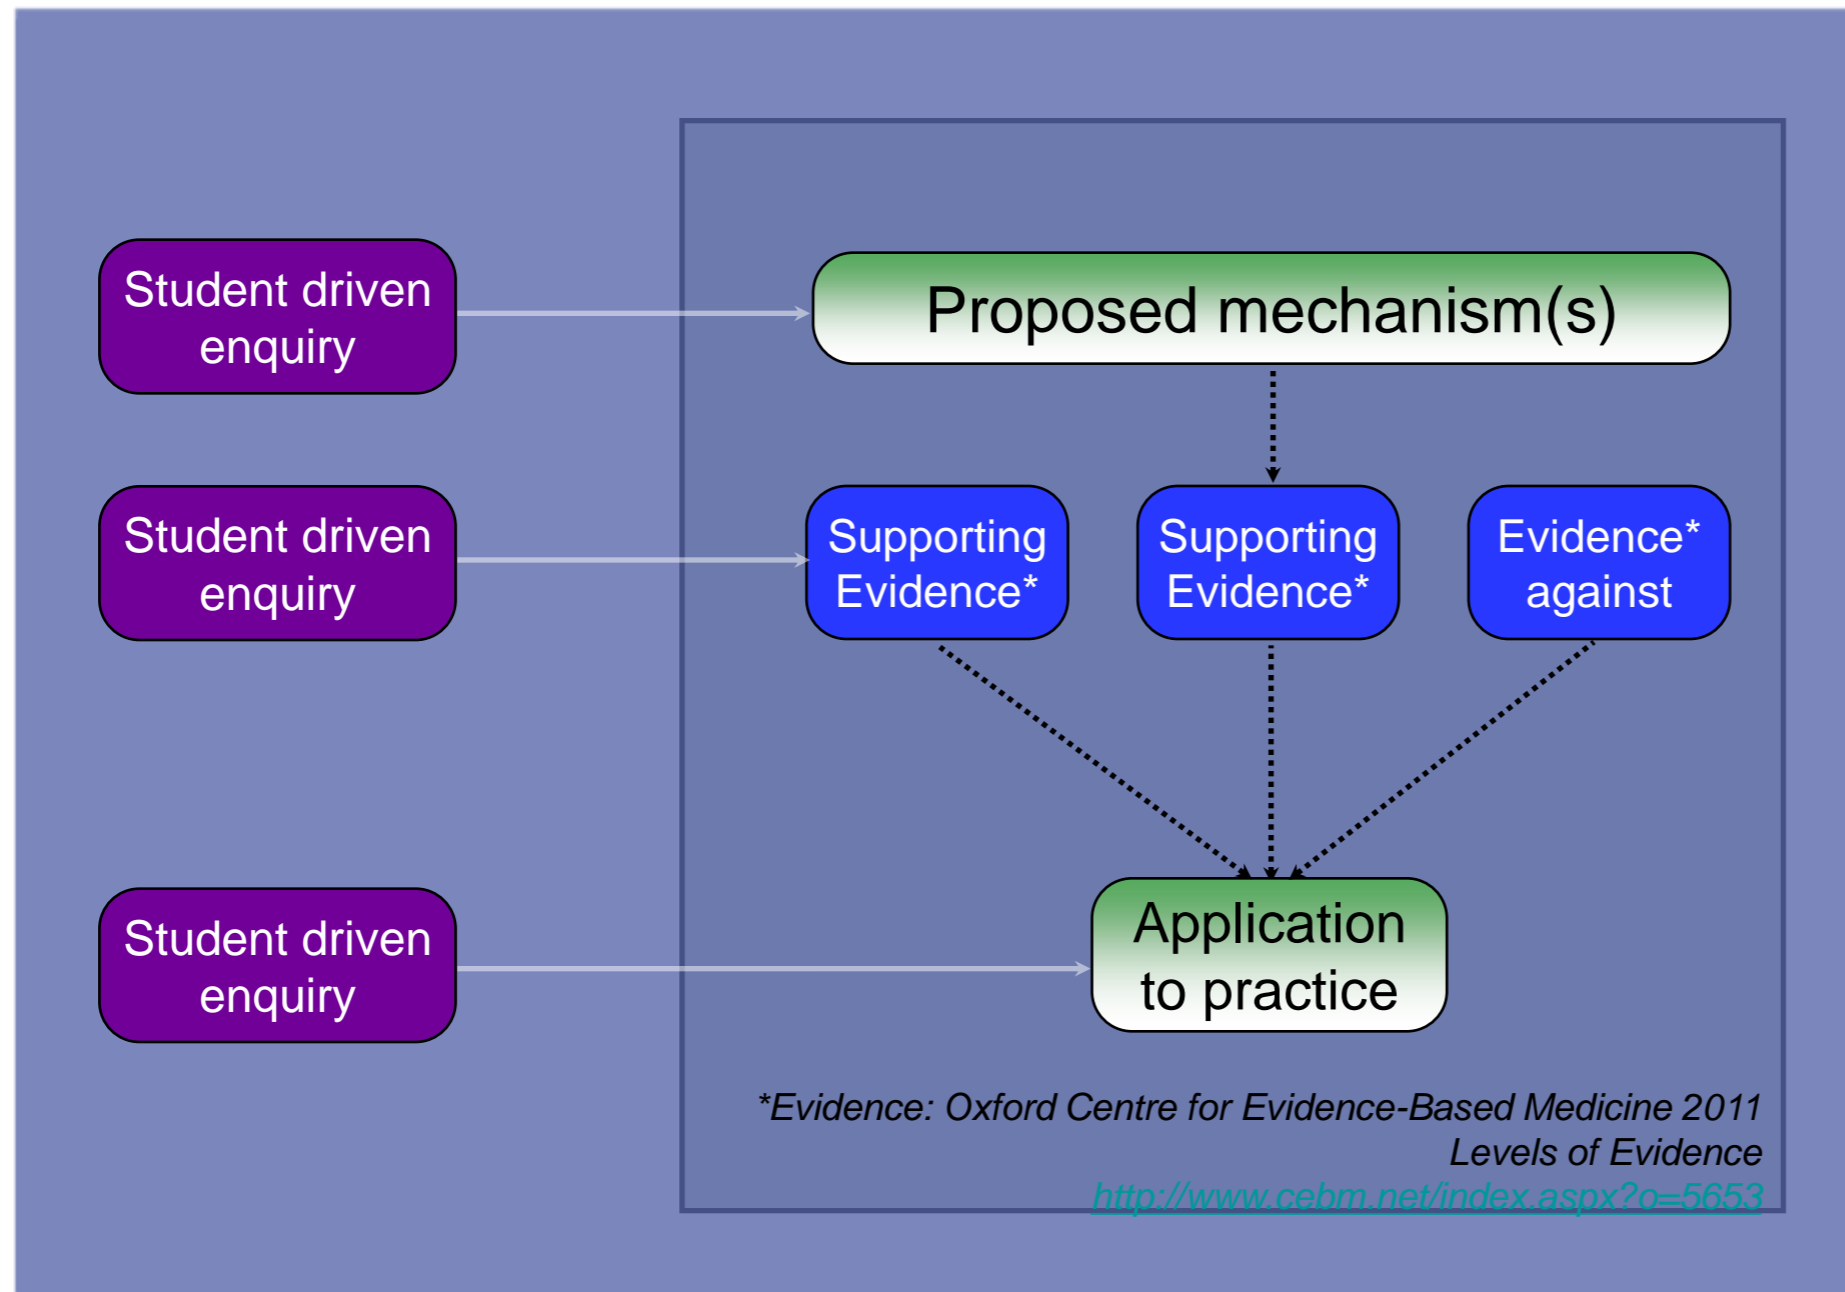 Student driven
enquiry
Proposed mechanism(s)
Student driven
enquiry
Supporting
Evidence*
Supporting
Evidence*
Evidence*
against
Student driven
enquiry
Application
to practice
*Evidence: Oxford Centre for Evidence-Based Medicine 2011
Levels of Evidence
http://www.cebm.net/index.aspx?o=5653